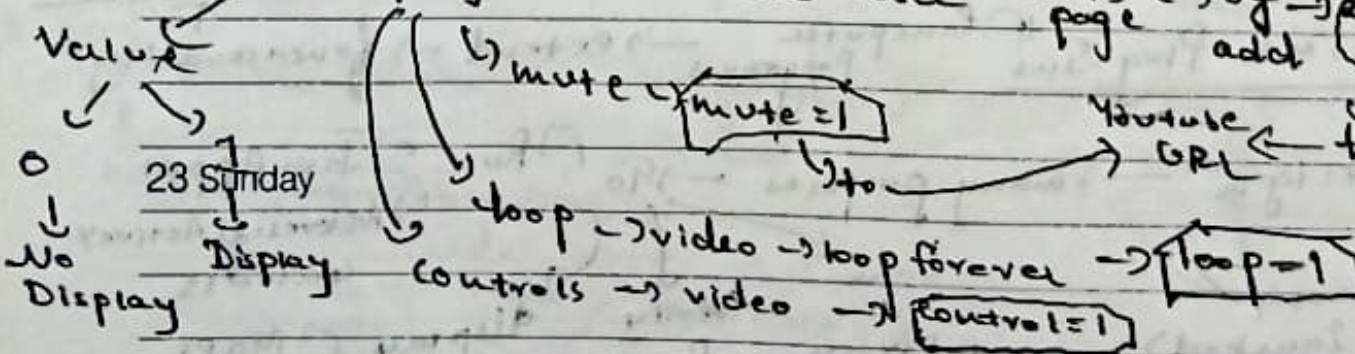 page add
Value mute mute=1 Youtube
to URL
0 1
23 Sunday
loop video loop forever loop=1
No Display Display Controls video control=1